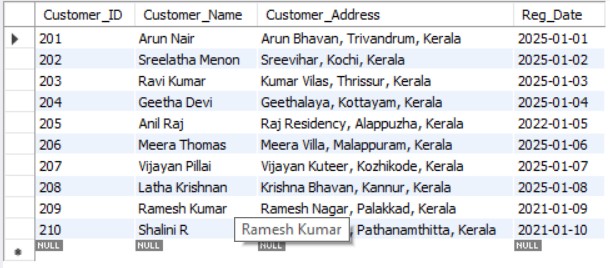 Customer_ID Customer_Name Customer_Address Reg_Date
201 Arun Nair Arun Bhavan, Trivandrum, Kerala 2025-01-01
202 Sreelatha Menon Sreevihar, Kochi, Kerala 2025-01-02
203 Ravi Kumar Kumar Vilas, Thrissur, Kerala 2025-01-03
204 Geetha Devi Geethalaya, Kottayam, Kerala 2025-01-04
205 Anil Raj Raj Residency, Alappuzha, Kerala 2022-01-05
206 Meera Thomas Meera Villa, Malappuram, Kerala 2025-01-06
207 Vijayan Pillai Vijayan Kuteer, Kozhikode, Kerala 2025-01-07
208 Latha Krishnan Krishna Bhavan, Kannur, Kerala 2025-01-08
209 Ramesh Kumar Ramesh Nagar, Palakkad, Kerala 2021-01-09
210 Shalini R Ramesh Kumar , Pathanamthitta, Kerala 2021-01-10
NULL NULL NULL NULL